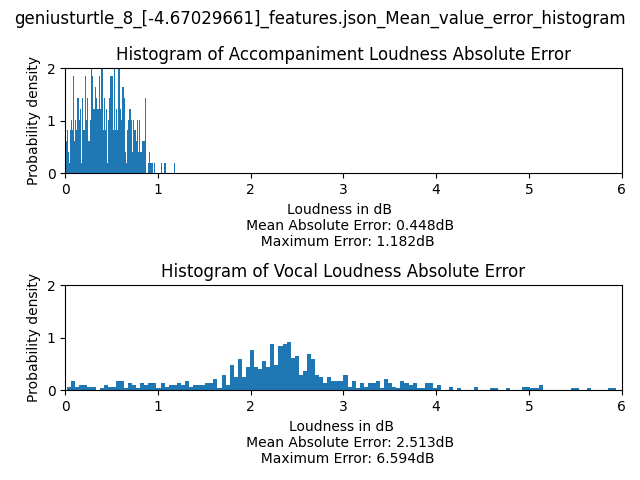 geniusturtle_8_[-4.67029661]_features.json_Mean_value_error_histogram
Histogram of Accompaniment Loudness Absolute Error
Probability density
2
1
0
0 1 2 3 4 5 6
Loudness in dB
Mean Absolute Error: 0.448dB
Maximum Error: 1.182dB
Histogram of Vocal Loudness Absolute Error
Probability density
2
1
0
0 1 2 3 4 5 6
Loudness in dB
Mean Absolute Error: 2.513dB
Maximum Error: 6.594dB